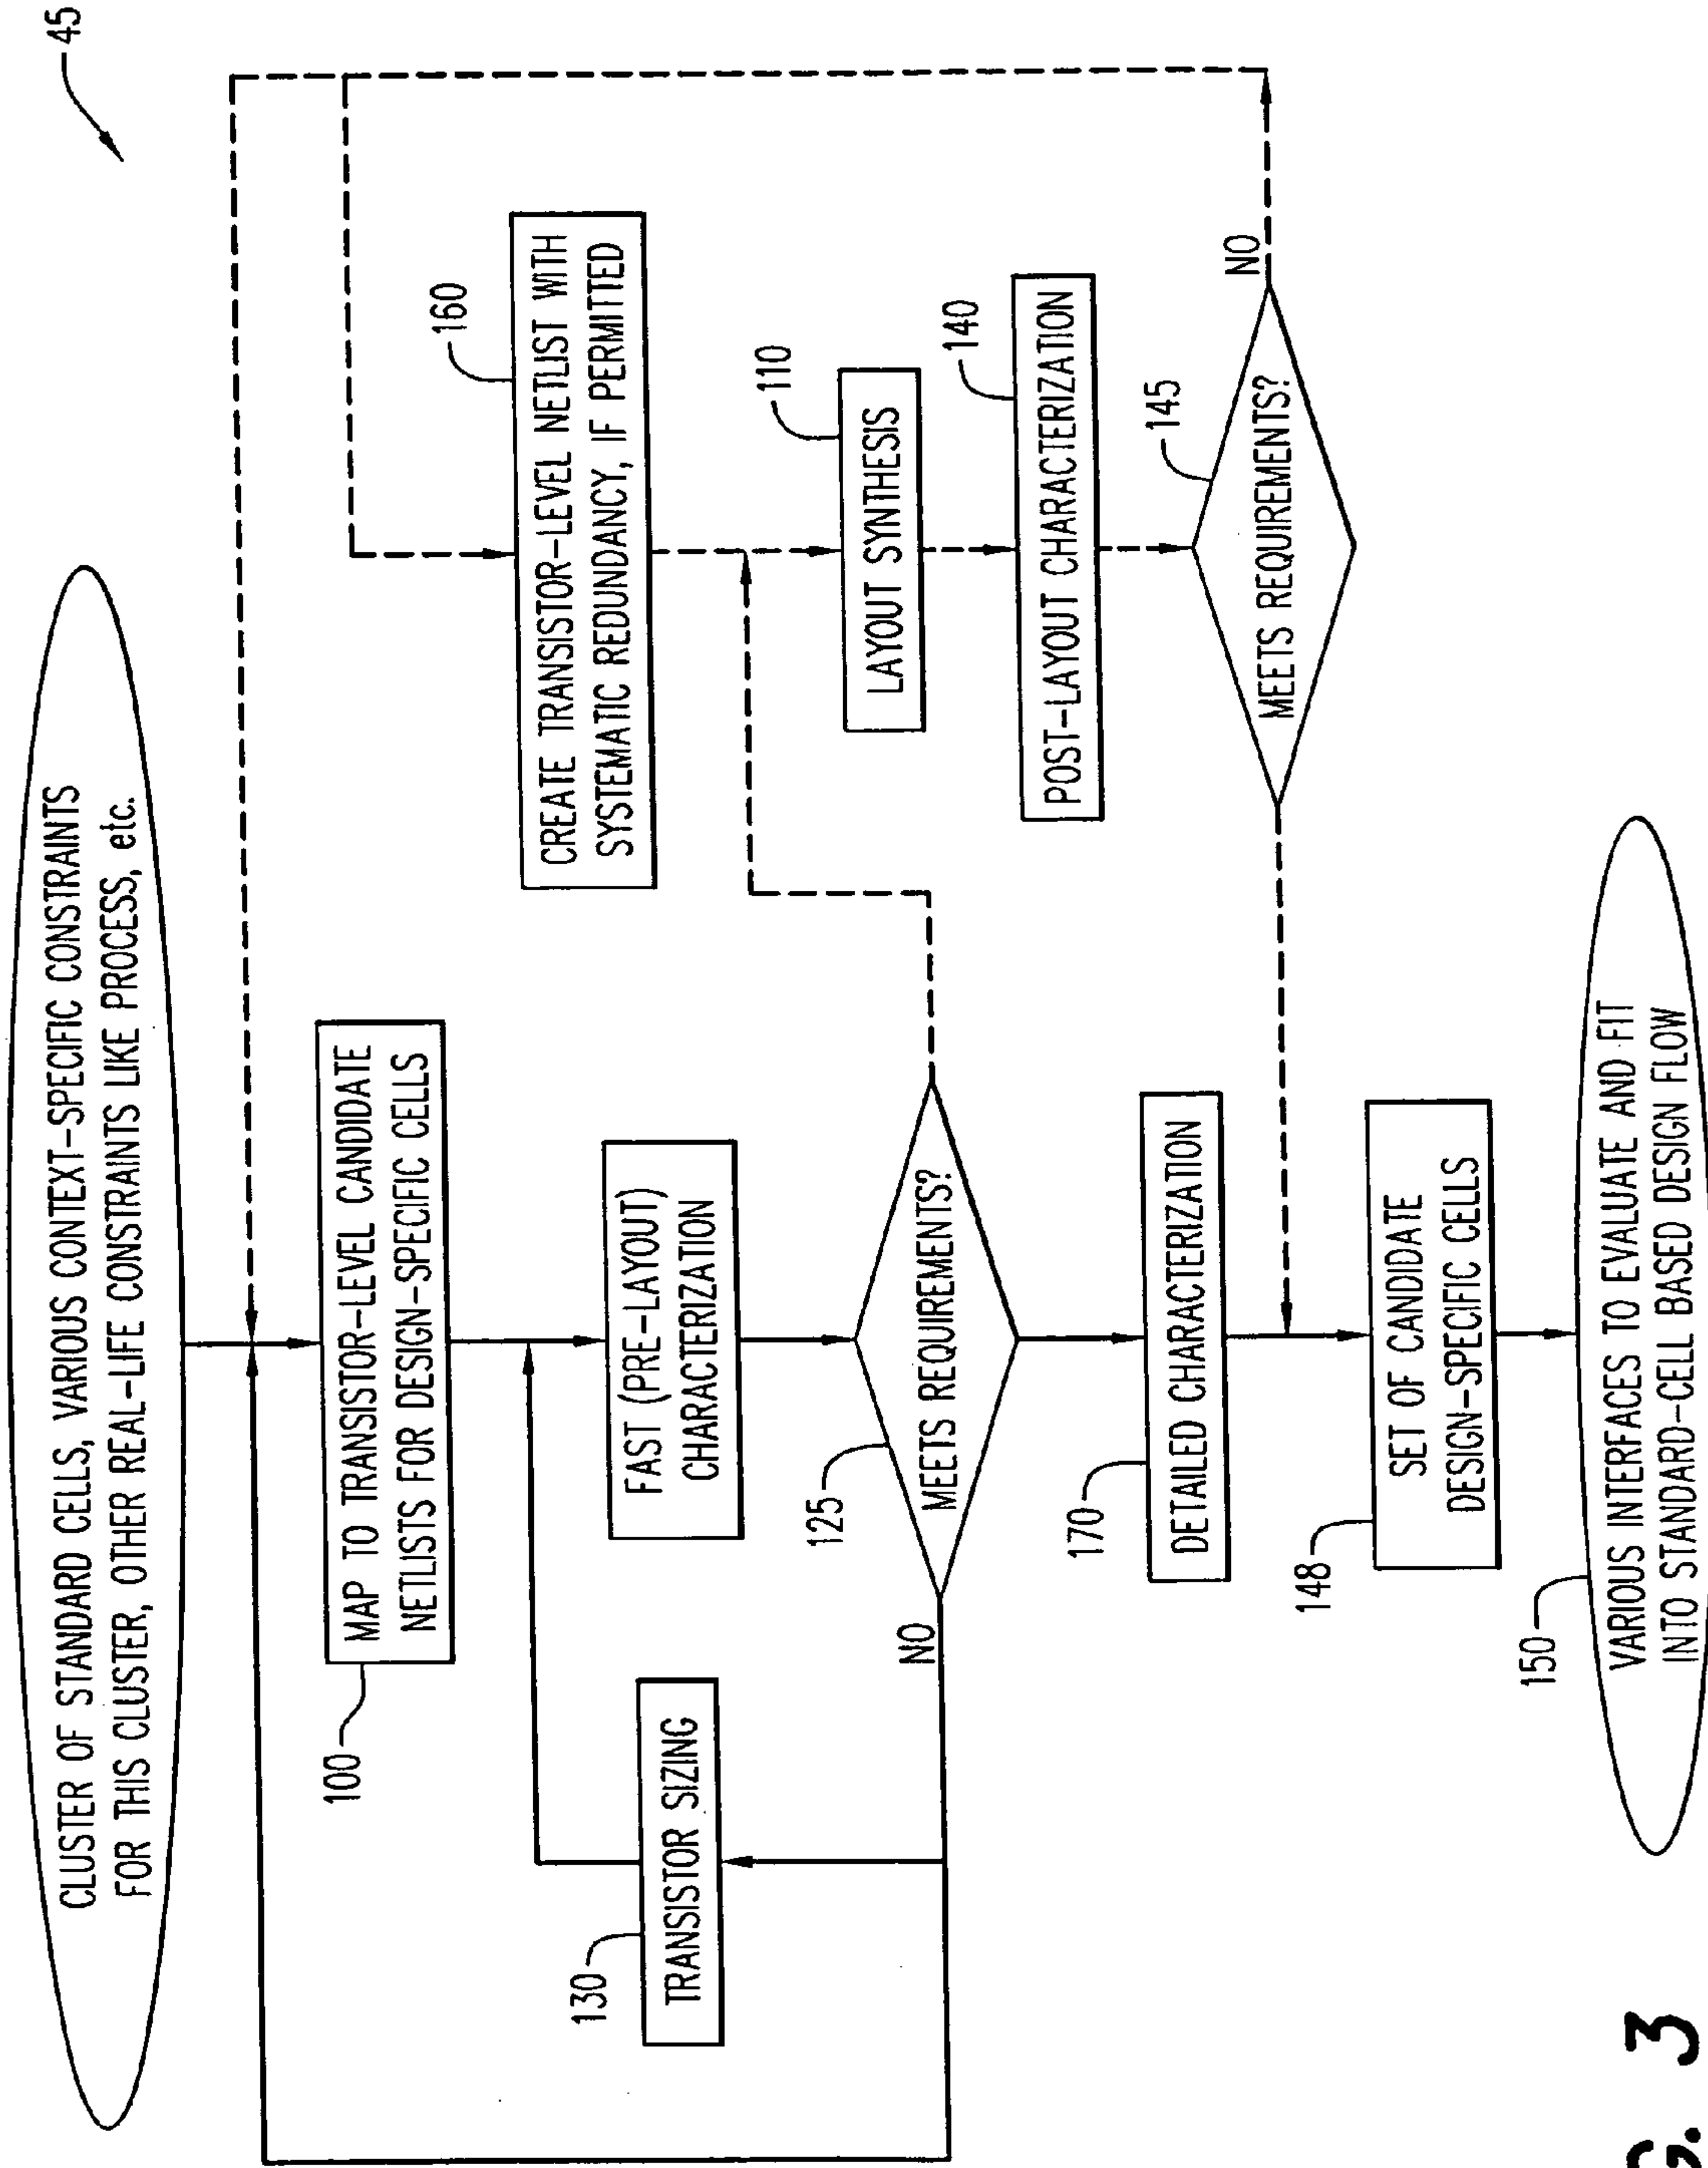 45
CLUSTER OF STANDARD CELLS, VARIOUS CONTEXT-SPECIFIC CONSTRAINTS
FOR THIS CLUSTER, OTHER REAL-LIFE CONSTRAINTS LIKE PROCESS, etc.
100
MAP TO TRANSISTOR-LEVEL CANDIDATE
NETLISTS FOR DESIGN-SPECIFIC CELLS
160
CREATE TRANSISTOR-LEVEL NETLIST WITH
SYSTEMATIC REDUNDANCY, IF PERMITTED
130
TRANSISTOR SIZING
FAST (PRE-LAYOUT)
CHARACTERIZATION
110
LAYOUT SYNTHESIS
125
MEETS REQUIREMENTS?
NO
140
POST-LAYOUT CHARACTERIZATION
170
DETAILED CHARACTERIZATION
145
MEETS REQUIREMENTS?
NO
148
SET OF CANDIDATE
DESIGN-SPECIFIC CELLS
150
VARIOUS INTERFACES TO EVALUATE AND FIT
INTO STANDARD-CELL BASED DESIGN FLOW
G. 3